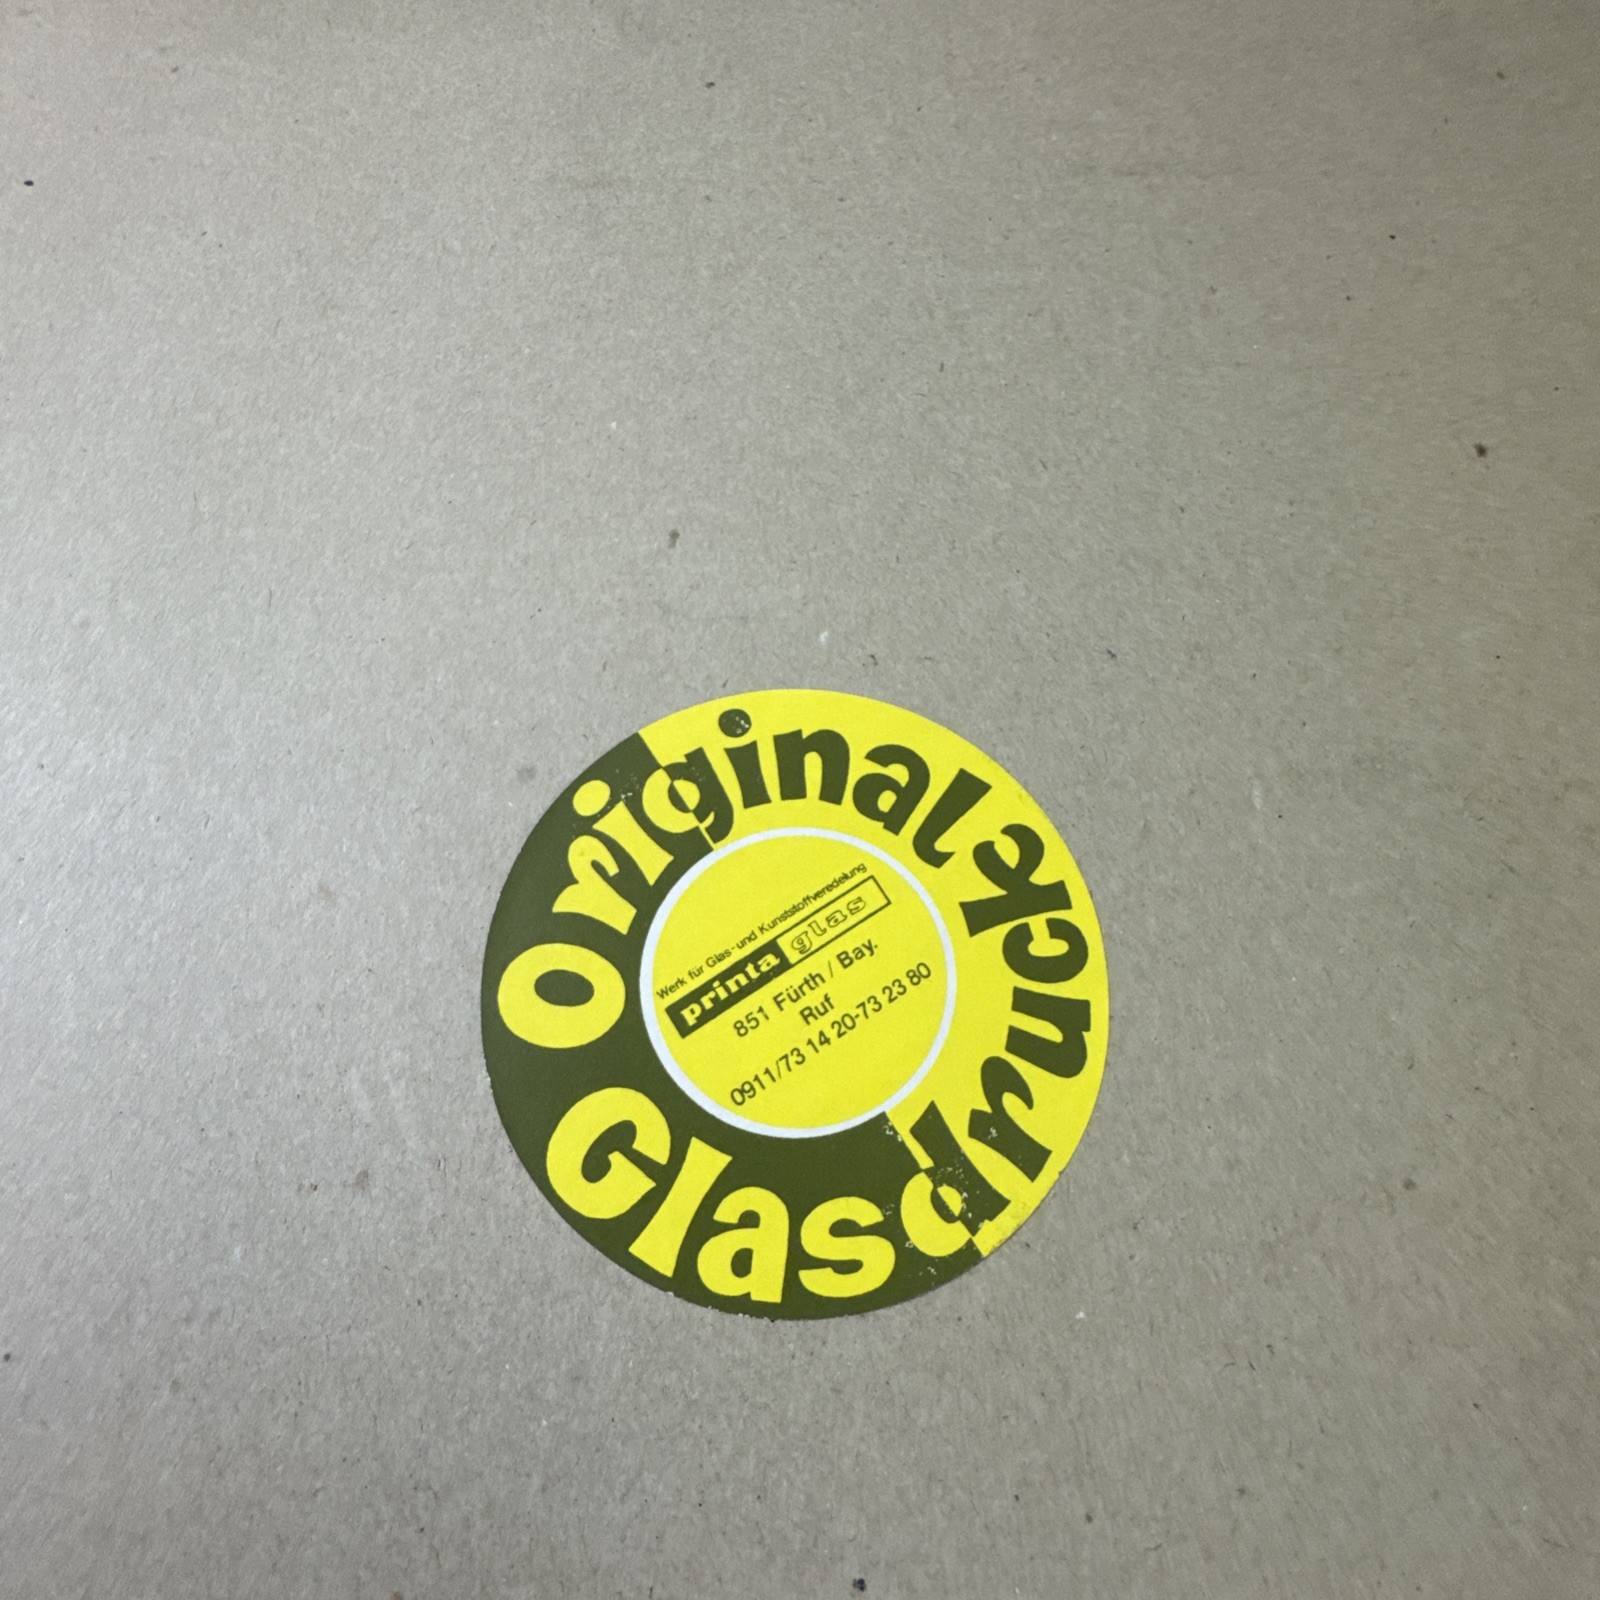 Original
Glasdruck
Werk für Glas-und Kunststoffveredelung
printa glas
851 Fürth / Bay.
Ruf
0911/73 14 20-73 23 80